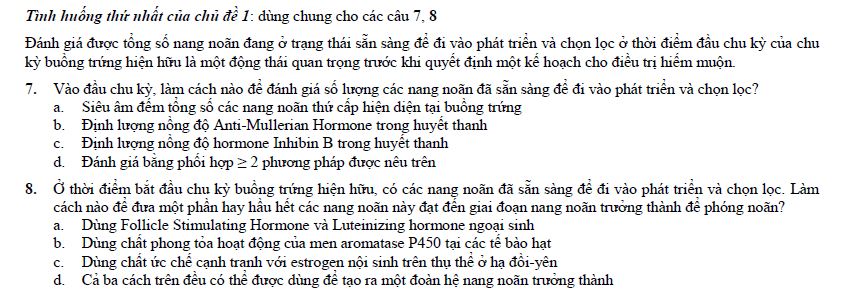 Tình huống thứ nhất của chủ đề 1: dùng chung cho các câu 7, 8
Đánh giá được tổng số nang noãn đang ở trạng thái sẵn sàng để đi vào phát triển và chọn lọc ở thời điểm đầu chu kỳ của chu
kỳ buồng trứng hiện hữu là một động thái quan trọng trước khi quyết định một kế hoạch cho điều trị hiếm muộn.
7. Vào đầu chu kỳ, làm cách nào để đánh giá số lượng các nang noãn đã sẵn sàng để đi vào phát triển và chọn lọc?
a. Siêu âm đếm tổng số các nang noãn thứ cấp hiện diện tại buồng trứng
b. Định lượng nồng độ Anti-Mullerian Hormone trong huyết thanh
c. Định lượng nồng độ hormone Inhibin B trong huyết thanh
d. Đánh giá bằng phối hợp ≥ 2 phương pháp được nêu trên
8. Ở thời điểm bắt đầu chu kỳ buồng trứng hiện hữu, có các nang noãn đã sẵn sàng để đi vào phát triển và chọn lọc. Làm
cách nào để đưa một phần hay hầu hết các nang noãn này đạt đến giai đoạn nang noãn trưởng thành để phóng noãn?
a. Dùng Follicle Stimulating Hormone và Luteinizing hormone ngoại sinh
b. Dùng chất phong tỏa hoạt động của men aromatase P450 tại các tế bào hạt
c. Dùng chất ức chế cạnh tranh với estrogen nội sinh trên thụ thể ở hạ đồi-yên
d. Cả ba cách trên đều có thể được dùng để tạo ra một đoàn hệ nang noãn trưởng thành